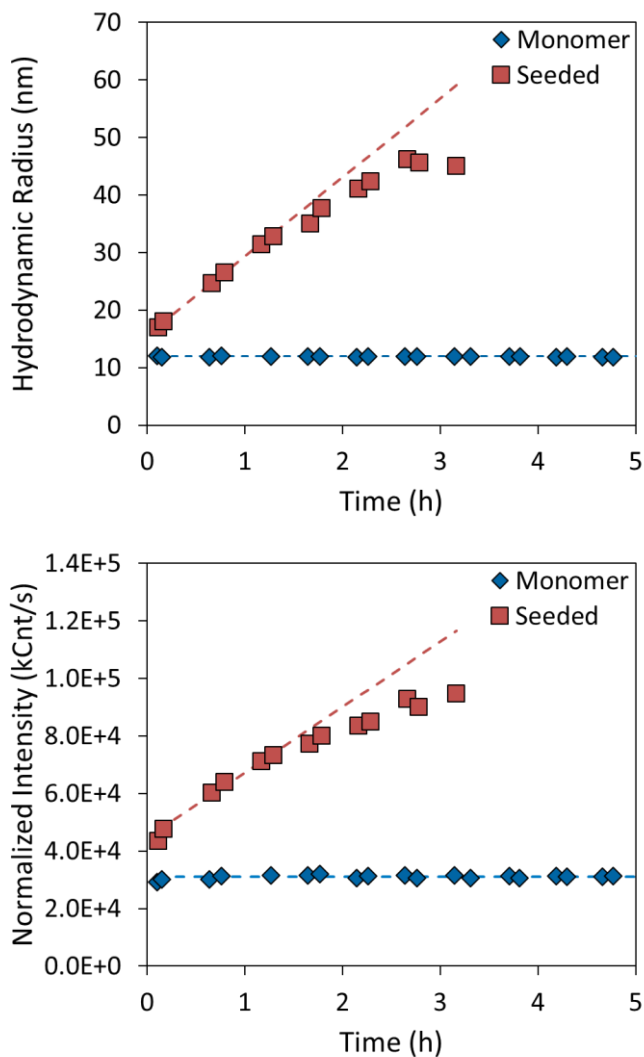 70
60
50
40
30
20
10
0
Hydrodynamic Radius (nm)
Monomer
Seeded
0 1 2 3 4 5
Time (h)
1.4E+5
1.2E+5
1.0E+5
8.0E+4
6.0E+4
4.0E+4
2.0E+4
0.0E+0
Normalized Intensity (kCnt/s)
Monomer
Seeded
0 1 2 3 4 5
Time (h)